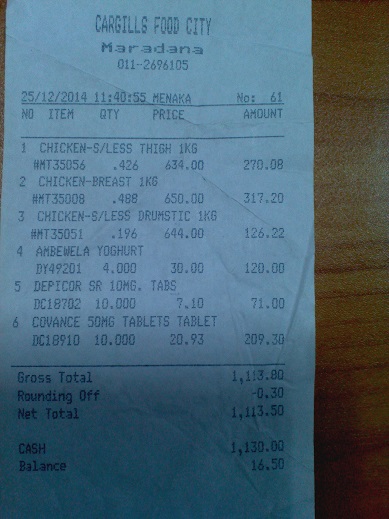 CARGILLS FOOD CITY
Maradana
011-2696105
25/12/2014 11:40:55 MENAKA No: 61
NO ITEM QTY PRICE AMOUNT
1 CHICKEN-S/LESS THIGH 1KG
#MT35056 .426 634.00 270.08
2 CHICKEN-BREAST 1KG
#MT35008 .488 650.00 317.20
3 CHICKEN-S/LESS DRUMSTIC 1KG
#MT35051 .196 644.00 126.22
4 AMBEWELA YOGHURT
DY49201 4.000 30.00 120.00
5 DEPICOR SR 10MG. TABS
DC18702 10.000 7.10 71.00
6 COVANCE 50MG TABLETS TABLET
DC18910 10.000 20.93 209.30
Gross Total 1,113.80
Rounding Off -0.30
Net Total 1,113.50
CASH 1,130.00
Balance 16.50